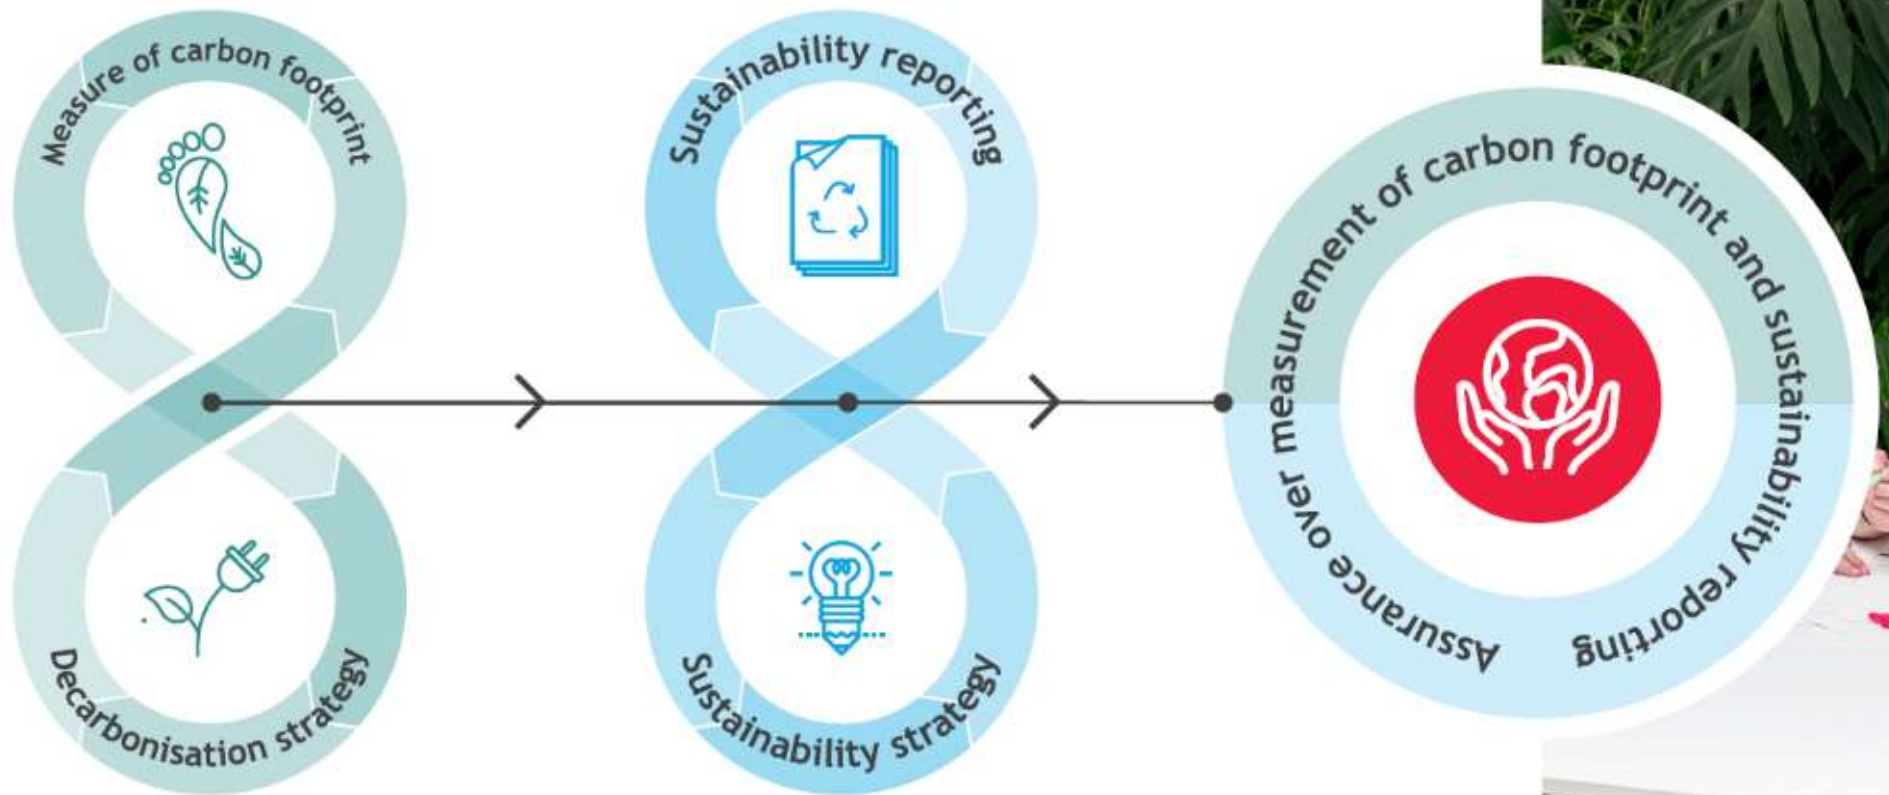 Measure of carbon footprint
Decarbonisation strategy
Sustainability reporting
Sustainability strategy
Assurance over measurement of carbon footprint and sustainability reporting